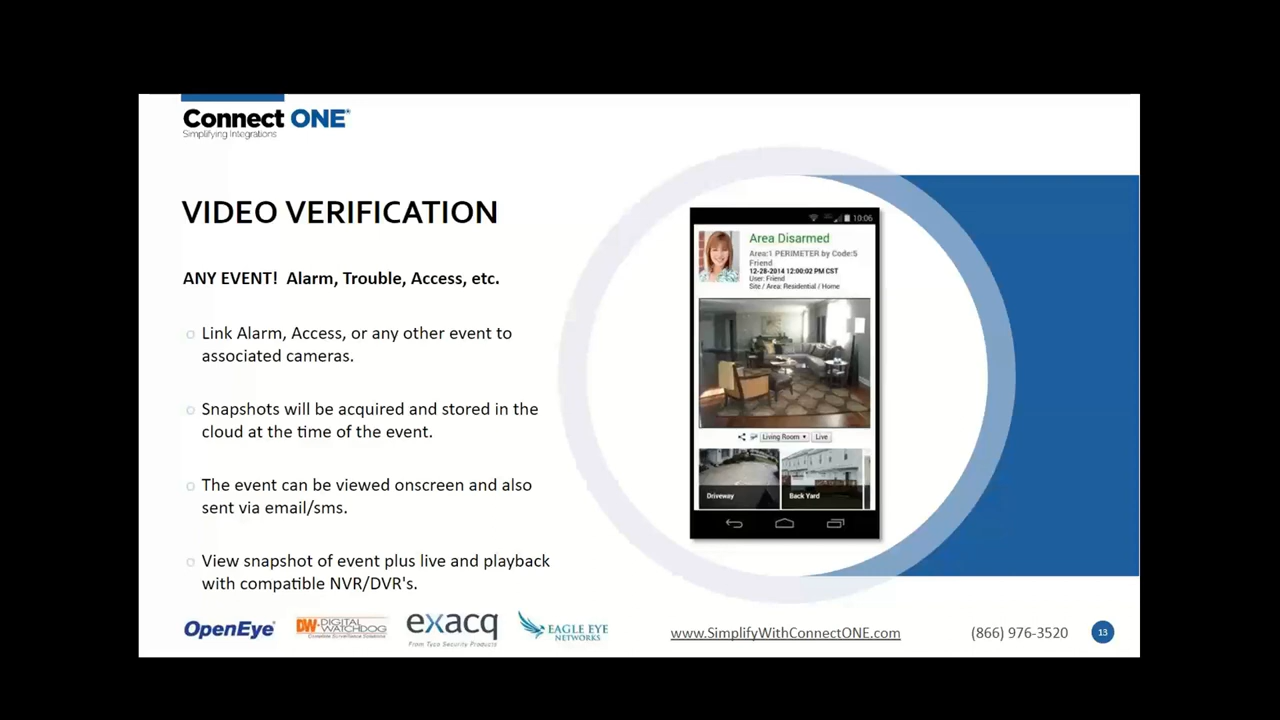 Connect ONE®
Simplifying Integrations
VIDEO VERIFICATION
ANY EVENT! Alarm, Trouble, Access, etc.
Link Alarm, Access, or any other event to
associated cameras.
Snapshots will be acquired and stored in the
cloud at the time of the event.
The event can be viewed onscreen and also
sent via email/sms.
View snapshot of event plus live and playback
with compatible NVR/DVR's.
10:06
Area Disarmed
Area:1 PERIMETER by Code:5
Friend
12-28-2014 12:00:02 PM CST
User: Friend
Site / Area: Residential / Home
Living Room
Live
Driveway
Back Yard
OpenEye
DW DIGITAL WATCHDOG
Complete Surveillance Solutions
exacq
From Tyco Security Products
EAGLE EYE
NETWORKS
www.SimplifyWithConnectONE.com
(866) 976-3520
13